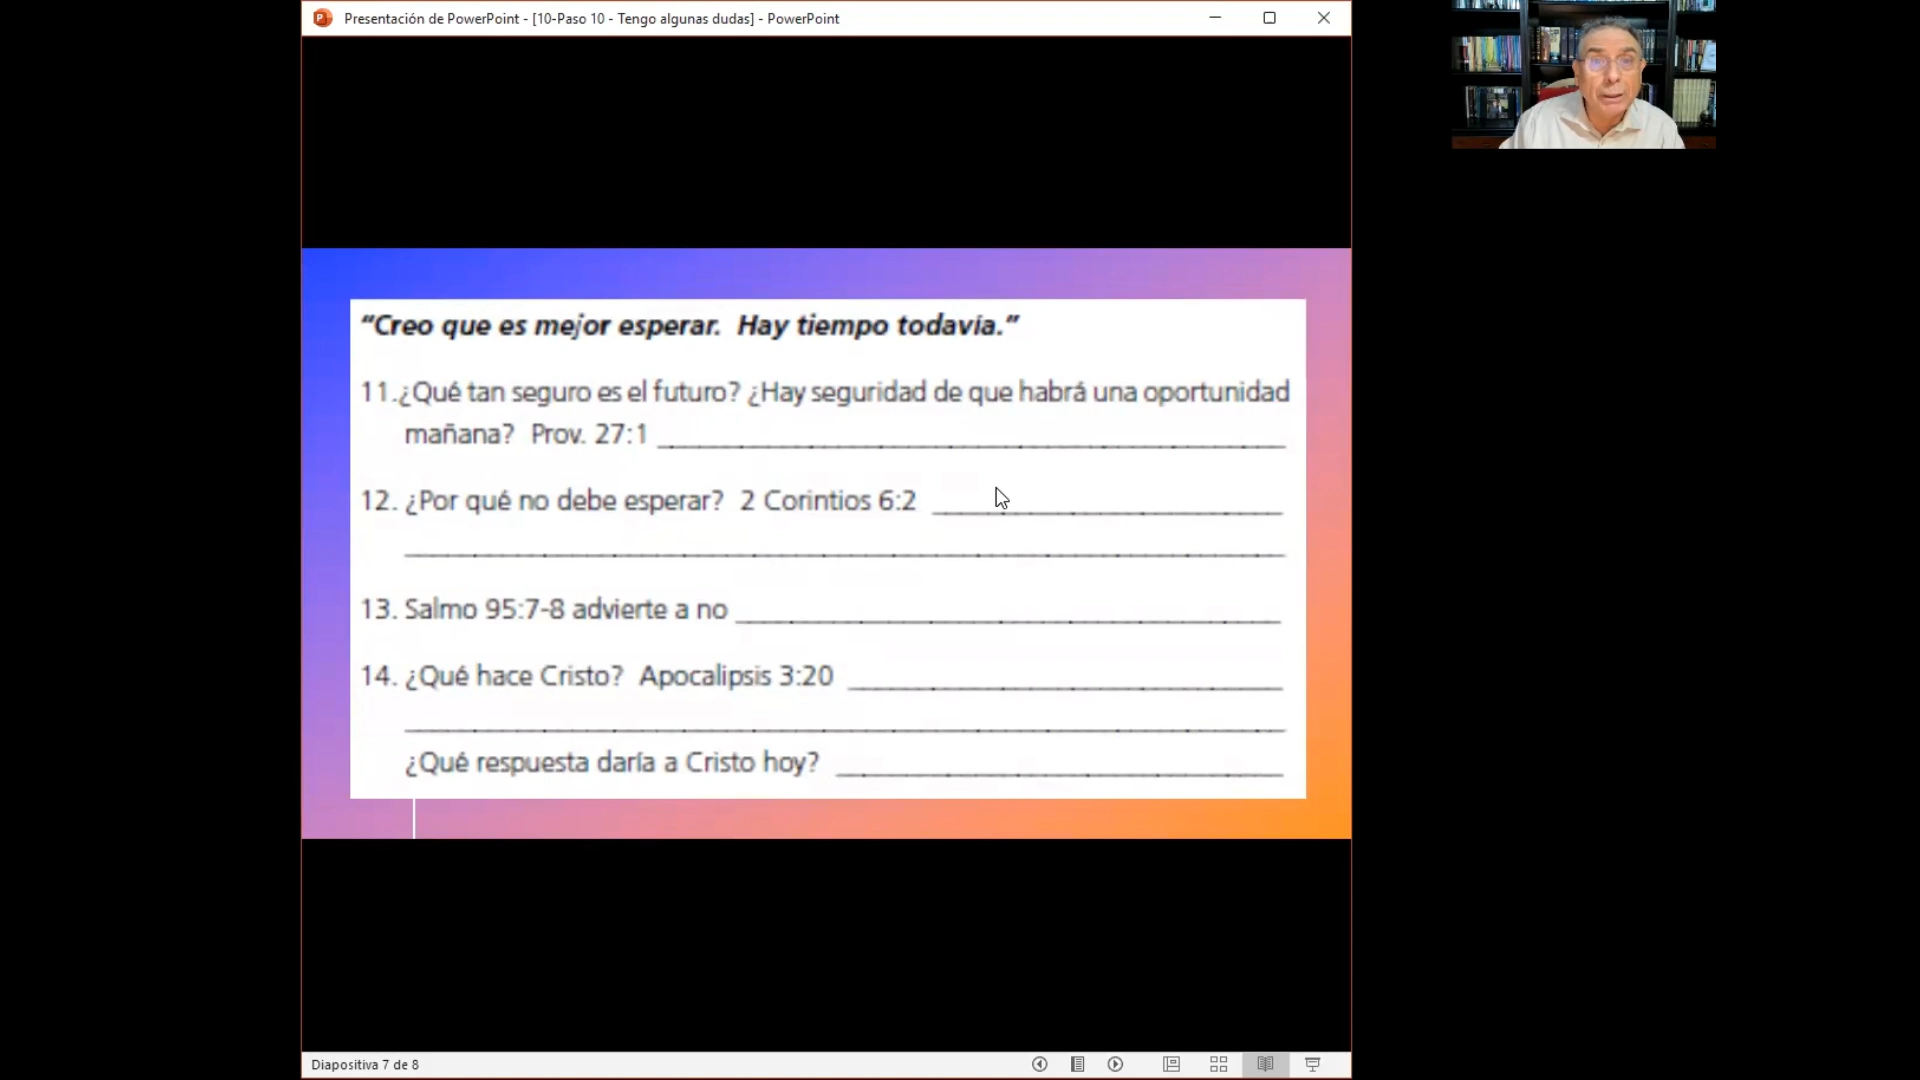 Presentación de PowerPoint - [10-Paso 10 - Tengo algunas dudas] - PowerPoint
“Creo que es mejor esperar. Hay tiempo todavía.”
11.¿Qué tan seguro es el futuro? ¿Hay seguridad de que habrá una oportunidad
mañana? Prov. 27:1
12. ¿Por qué no debe esperar? 2 Corintios 6:2
13. Salmo 95:7-8 advierte a no
14. ¿Qué hace Cristo? Apocalipsis 3:20
¿Qué respuesta daría a Cristo hoy?
Diapositiva 7 de 8